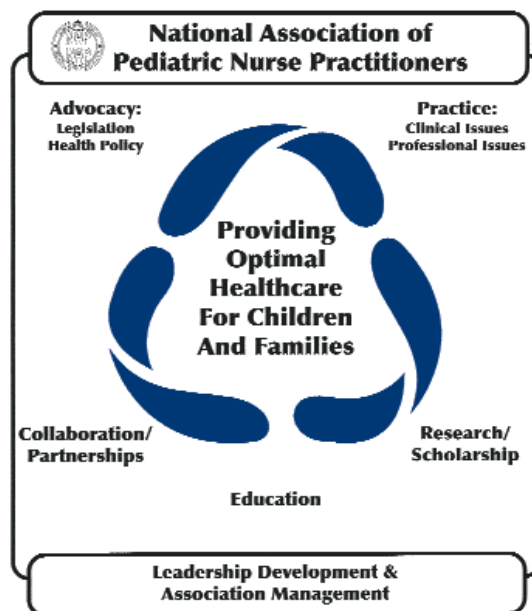 National Association of
Pediatric Nurse Practitioners
Advocacy:
Legislation
Health Policy
Practice:
Clinical Issues
Professional Issues
Providing
Optimal
Healthcare
For Children
And Families
Collaboration/
Partnerships
Research/
Scholarship
Education
Leadership Development &
Association Management